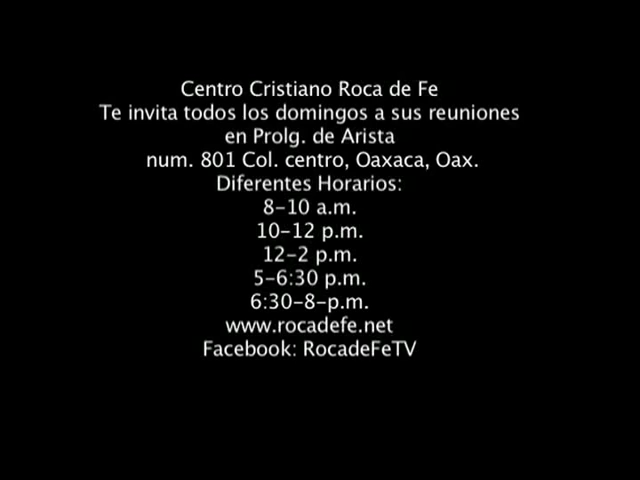 Centro Cristiano Roca de Fe
Te invita todos los domingos a sus reuniones
en Prolg. de Arista
num. 801 Col. centro, Oaxaca, Oax.
Diferentes Horarios:
8-10 a.m.
10-12 p.m.
12-2 p.m.
5-6:30 p.m.
6:30-8-p.m.
www.rocadefe.net
Facebook: RocadeFeTV